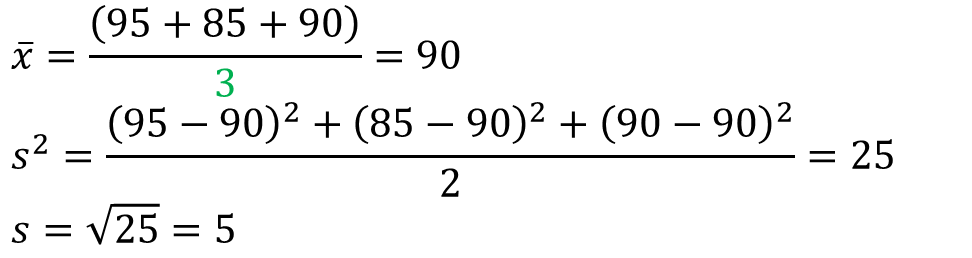 x̄ = (95 + 85 + 90) / 3 = 90
s² = (95 − 90)² + (85 − 90)² + (90 − 90)² / 2 = 25
s = √25 = 5